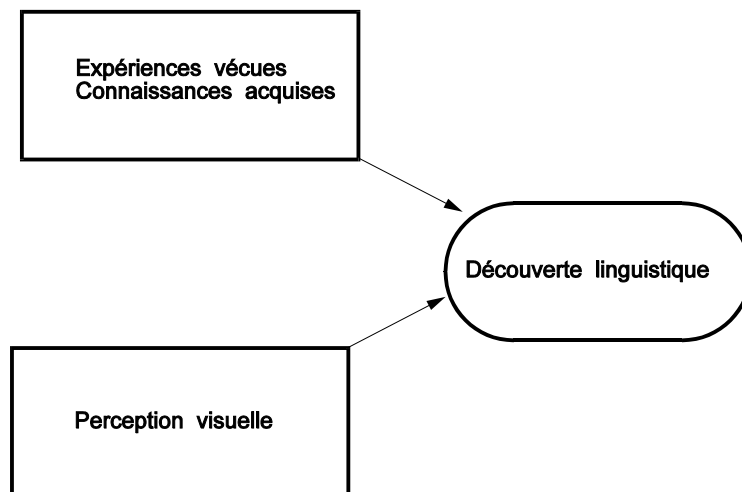 Expériences vécues
Connaissances acquises
Découverte linguistique
Perception visuelle